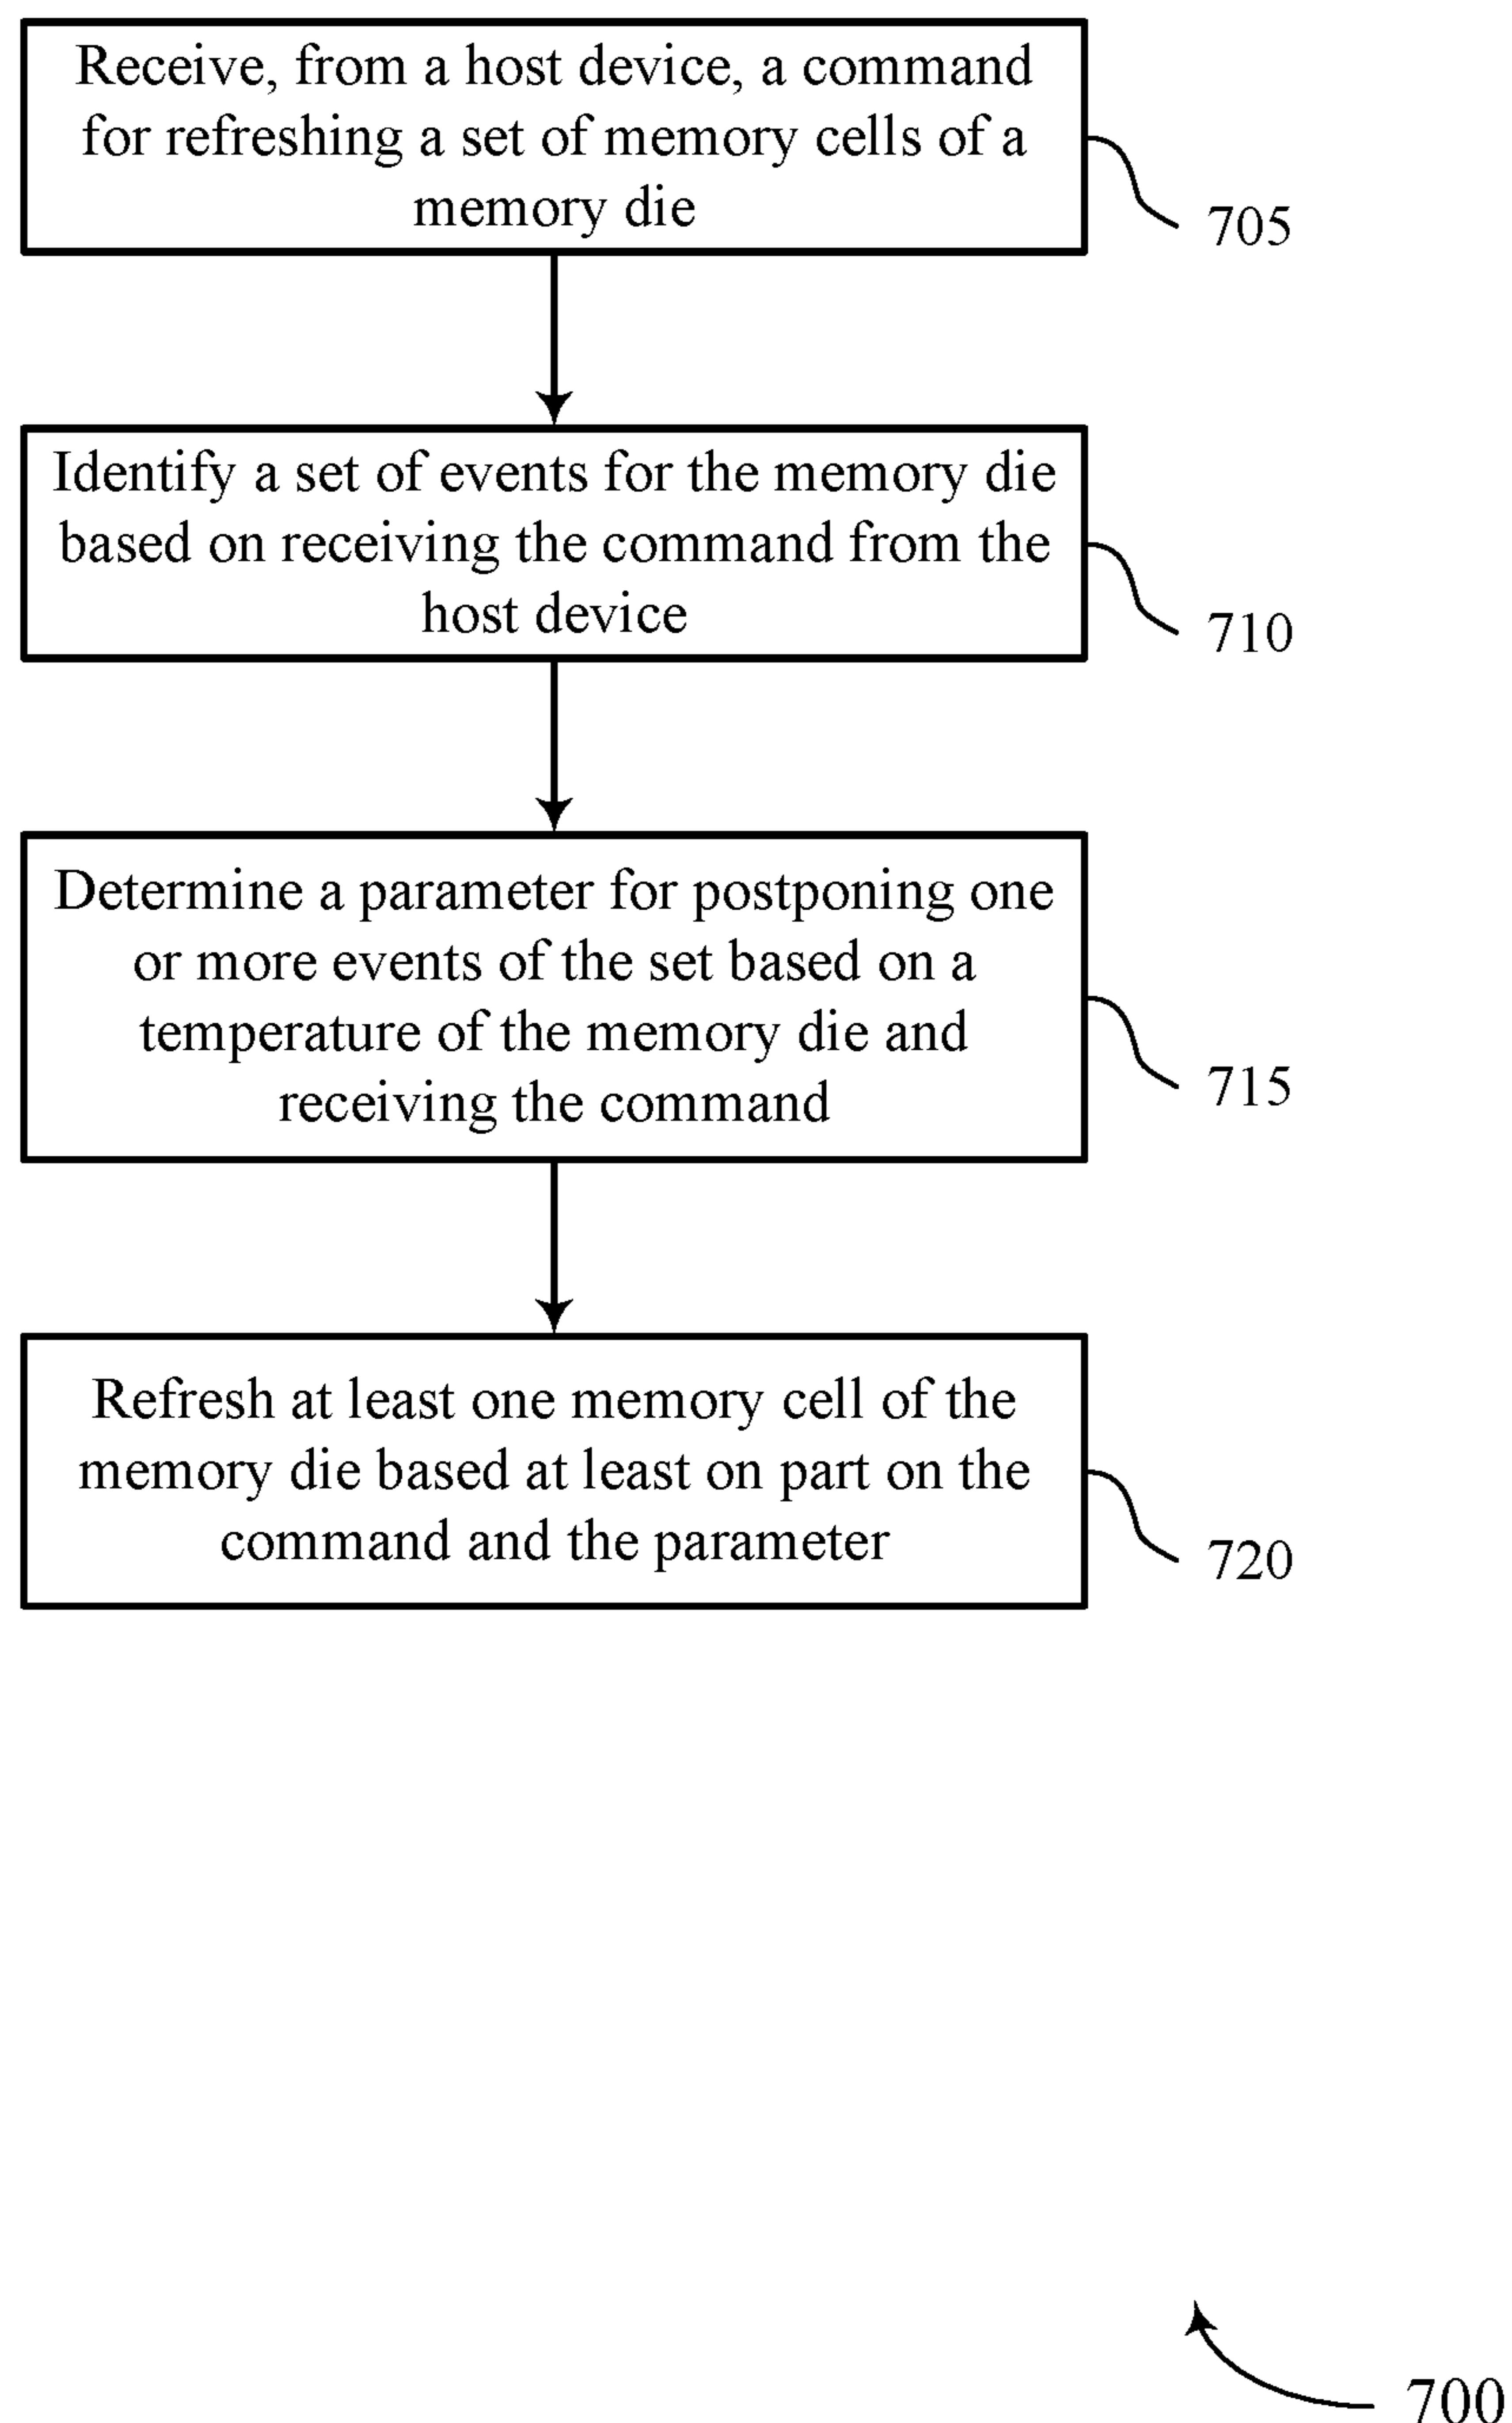 Receive, from a host device, a command
for refreshing a set of memory cells of a
memory die
705
Identify a set of events for the memory die
based on receiving the command from the
host device
710
Determine a parameter for postponing one
or more events of the set based on a
temperature of the memory die and
receiving the command
715
Refresh at least one memory cell of the
memory die based at least on part on the
command and the parameter
720
700